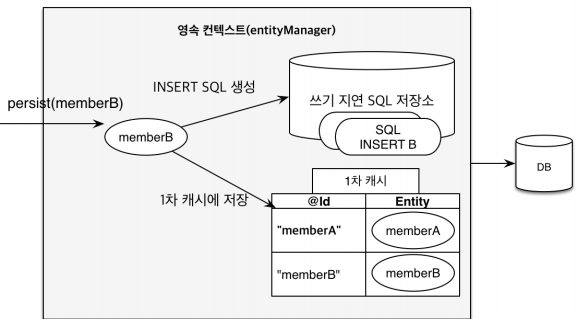 영속 컨텍스트(entityManager)
INSERT SQL 생성
persist(memberB)
쓰기 지연 SQL 저장소
memberB
SQL
INSERT B
DB
1차 캐시
1차 캐시에 저장
@Id
Entity
"memberA"
memberA
"memberB"
memberB